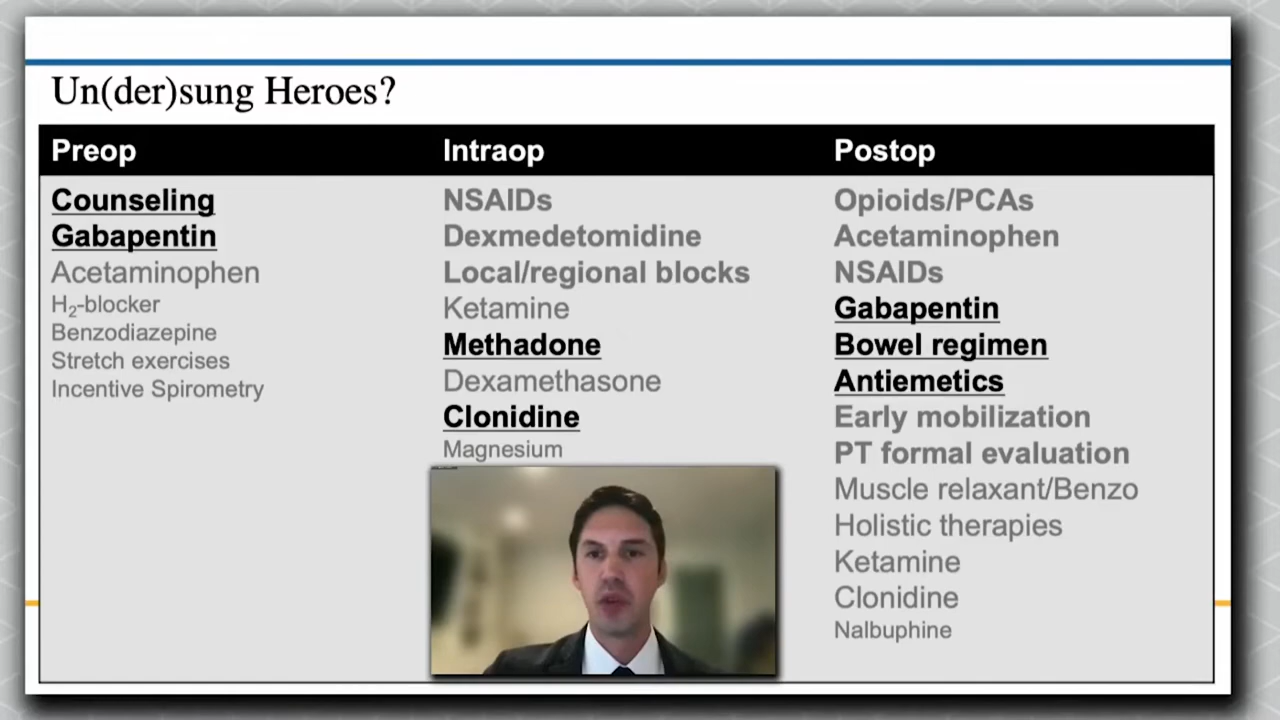 Un(der)sung Heroes?
Preop
Intraop
Postop
Counseling
Gabapentin
Acetaminophen
H₂-blocker
Benzodiazepine
Stretch exercises
Incentive Spirometry
NSAIDs
Dexmedetomidine
Local/regional blocks
Ketamine
Methadone
Dexamethasone
Clonidine
Magnesium
Opioids/PCAs
Acetaminophen
NSAIDs
Gabapentin
Bowel regimen
Antiemetics
Early mobilization
PT formal evaluation
Muscle relaxant/Benzo
Holistic therapies
Ketamine
Clonidine
Nalbuphine